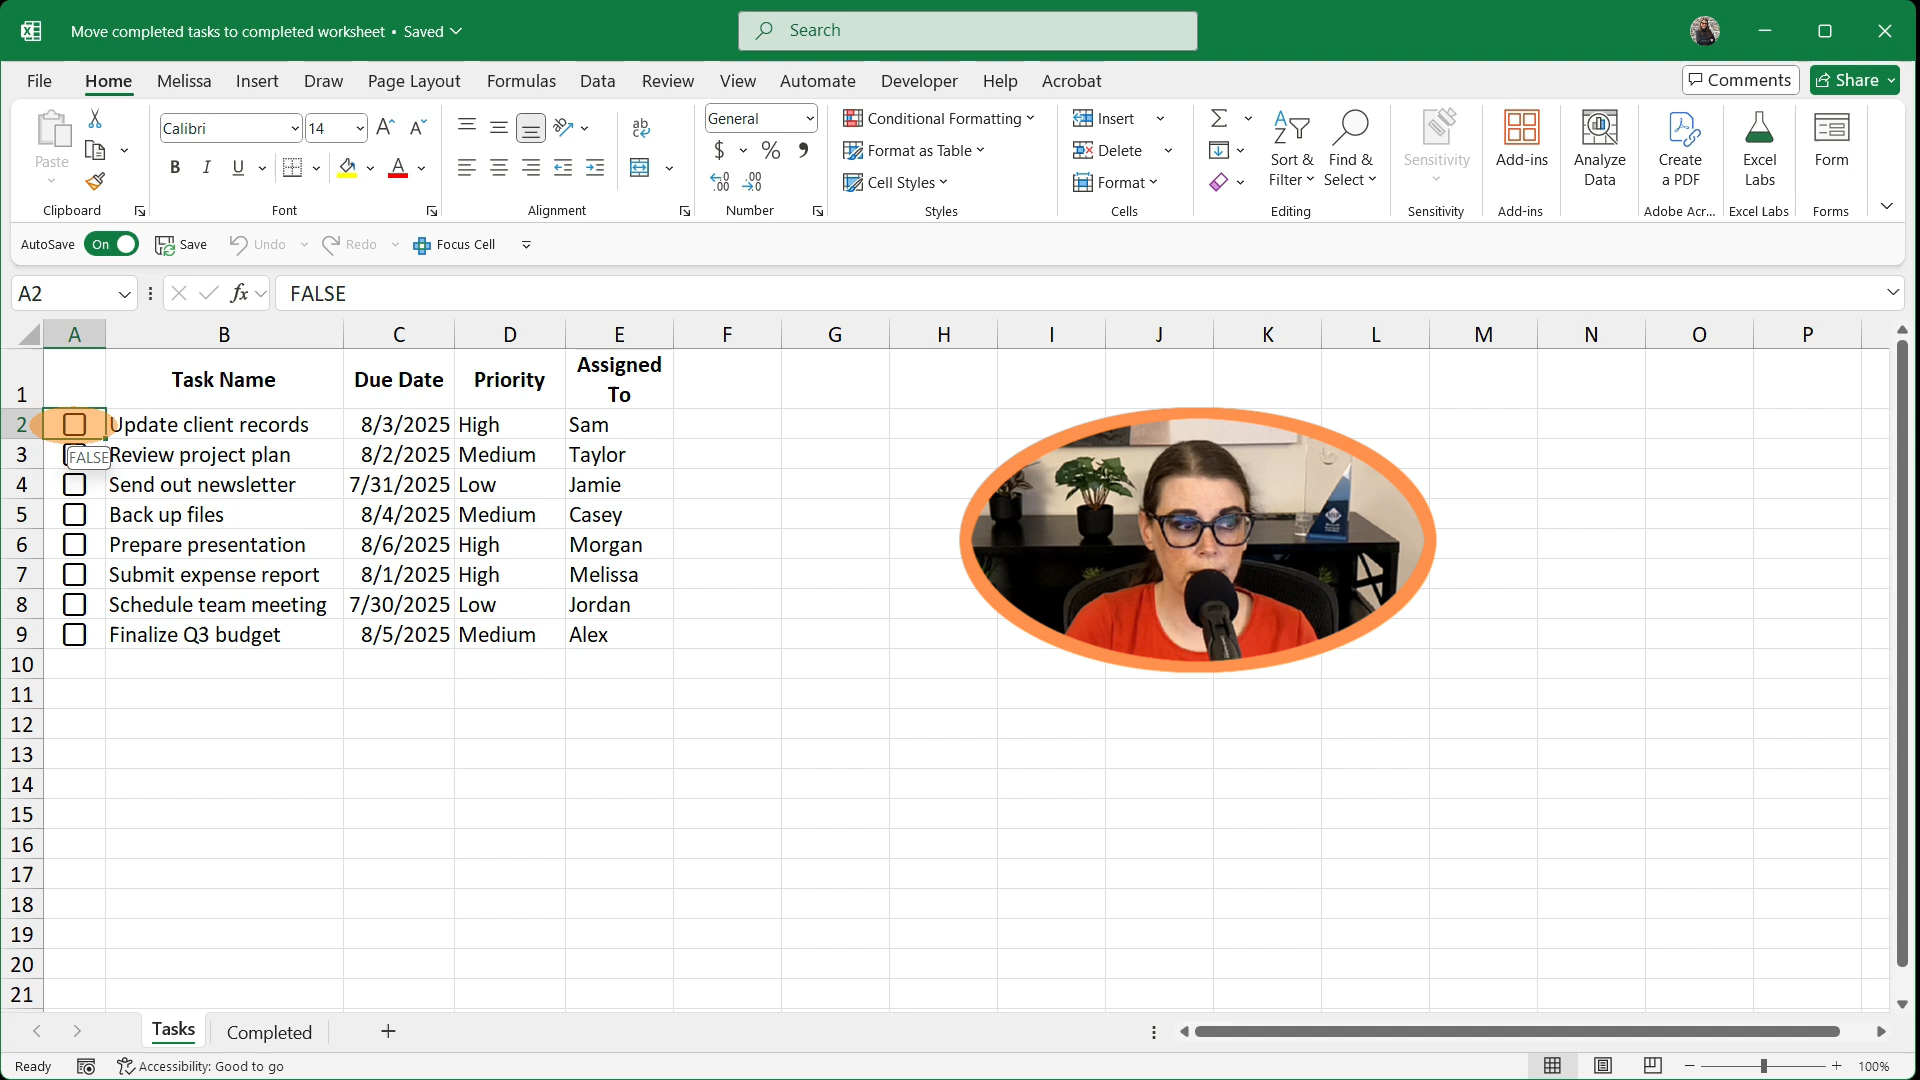 Move completed tasks to completed worksheet • Saved
Search
File Home Melissa Insert Draw Page Layout Formulas Data Review View Automate Developer Help Acrobat
Comments Share
Paste
Clipboard
Calibri 14
B I U
Font
ab
Alignment
General
$ % ,
Number
Conditional Formatting
Format as Table
Cell Styles
Styles
Insert
Delete
Format
Cells
Sort & Filter
Find & Select
Editing
Sensitivity
Sensitivity
Add-ins
Add-ins
Analyze Data
Create a PDF
Adobe Acr...
Excel Labs
Excel Labs
Form
Forms
AutoSave On Save Undo Redo Focus Cell
A2 fx FALSE
A B C D E F G H I J K L M N O P
1 Task Name Due Date Priority Assigned To
2 Update client records 8/3/2025 High Sam
3 FALSE Review project plan 8/2/2025 Medium Taylor
4 Send out newsletter 7/31/2025 Low Jamie
5 Back up files 8/4/2025 Medium Casey
6 Prepare presentation 8/6/2025 High Morgan
7 Submit expense report 8/1/2025 High Melissa
8 Schedule team meeting 7/30/2025 Low Jordan
9 Finalize Q3 budget 8/5/2025 Medium Alex
10
11
12
13
14
15
16
17
18
19
20
21
Tasks Completed +
Ready Accessibility: Good to go 100%